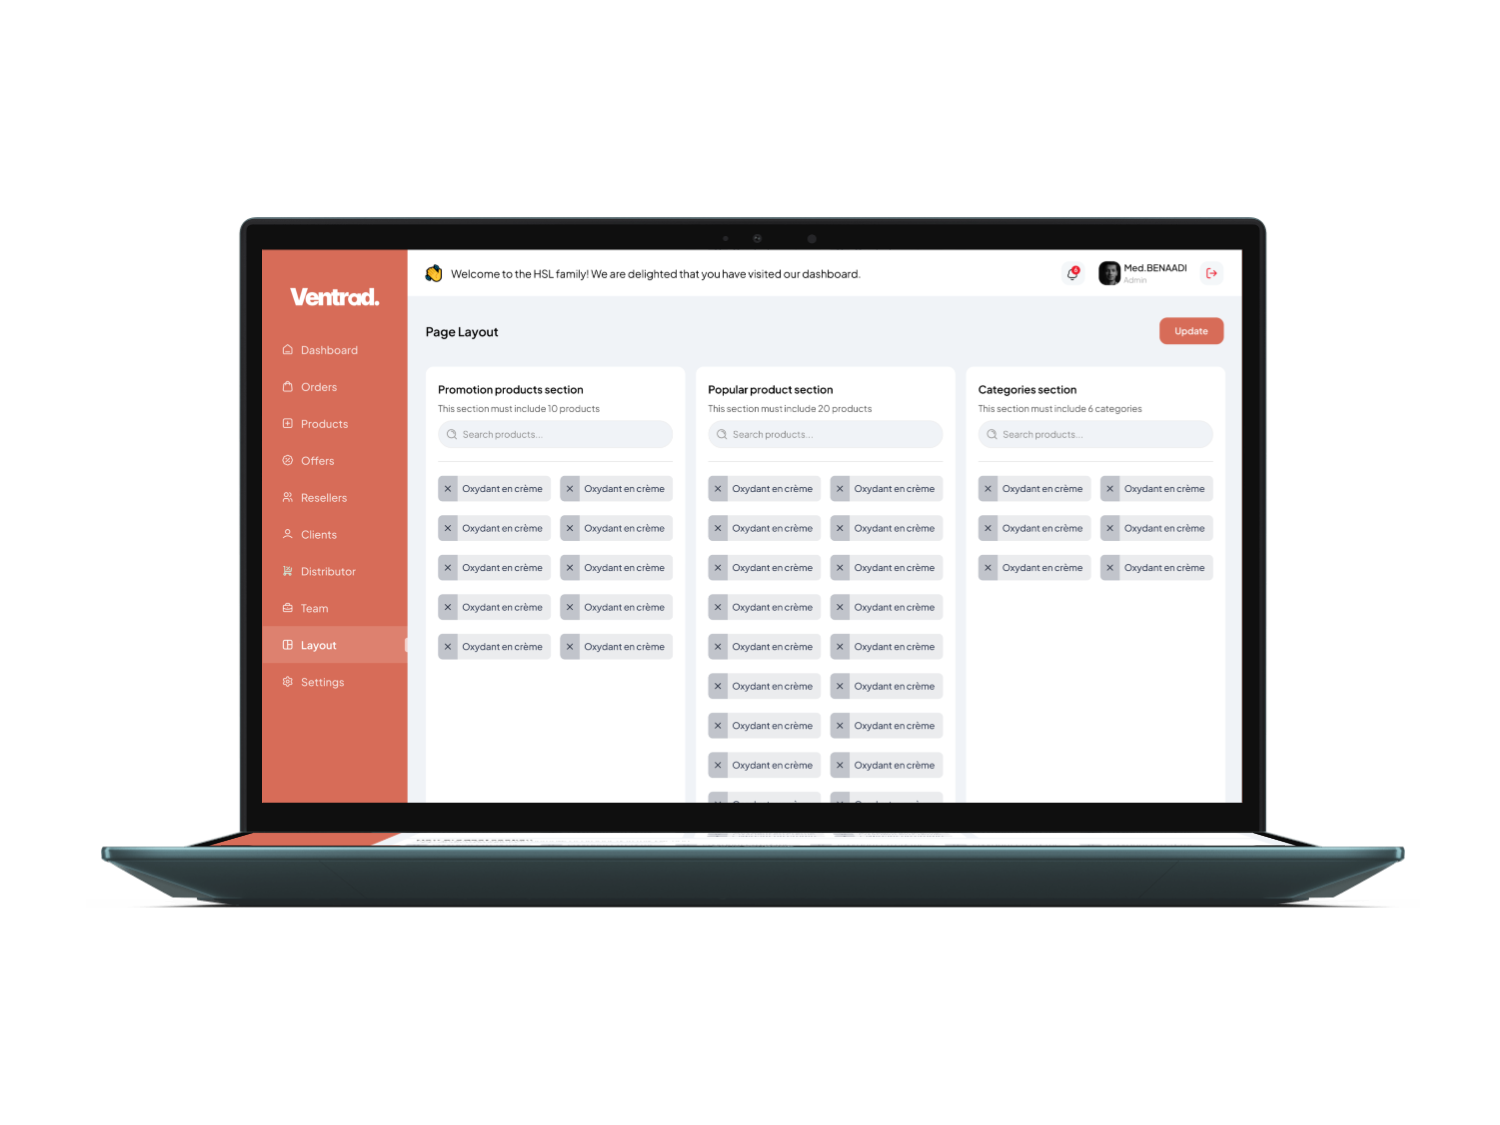 Ventrad.
Dashboard
Orders
Products
Offers
Resellers
Clients
Distributor
Team
Layout
Settings
Welcome to the HSL family! We are delighted that you have visited our dashboard.
Med.BENAADI
Admin
Page Layout
Update
Promotion products section
This section must include 10 products
Search products...
Oxydant en crème Oxydant en crème
Oxydant en crème Oxydant en crème
Oxydant en crème Oxydant en crème
Oxydant en crème Oxydant en crème
Oxydant en crème Oxydant en crème
Popular product section
This section must include 20 products
Search products...
Oxydant en crème Oxydant en crème
Oxydant en crème Oxydant en crème
Oxydant en crème Oxydant en crème
Oxydant en crème Oxydant en crème
Oxydant en crème Oxydant en crème
Oxydant en crème Oxydant en crème
Oxydant en crème Oxydant en crème
Oxydant en crème Oxydant en crème
Categories section
This section must include 6 categories
Search products...
Oxydant en crème Oxydant en crème
Oxydant en crème Oxydant en crème
Oxydant en crème Oxydant en crème